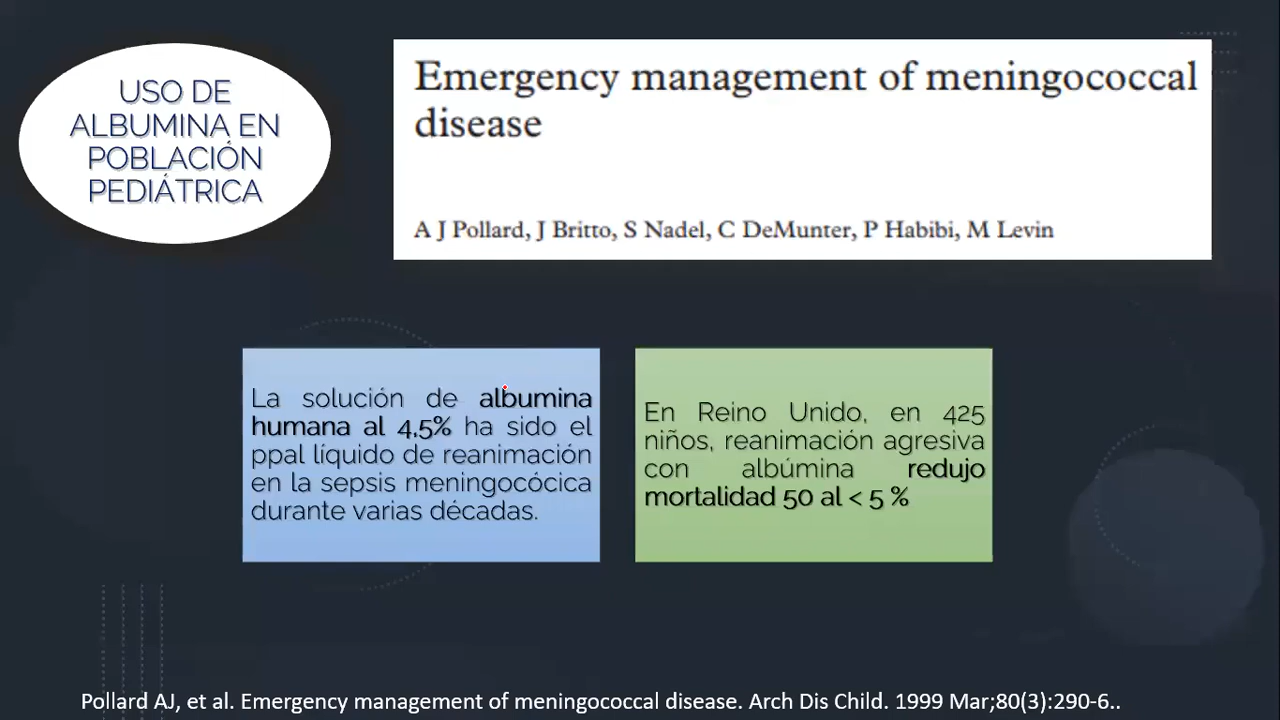 USO DE
ALBUMINA EN
POBLACIÓN
PEDIÁTRICA
Emergency management of meningococcal
disease
A J Pollard, J Britto, S Nadel, C DeMunter, P Habibi, M Levin
La solución de albumina
humana al 4,5% ha sido el
ppal líquido de reanimación
en la sepsis meningocócica
durante varias décadas.
En Reino Unido, en 425
niños, reanimación agresiva
con albúmina redujo
mortalidad 50 al < 5 %
Pollard AJ, et al. Emergency management of meningococcal disease. Arch Dis Child. 1999 Mar;80(3):290-6..